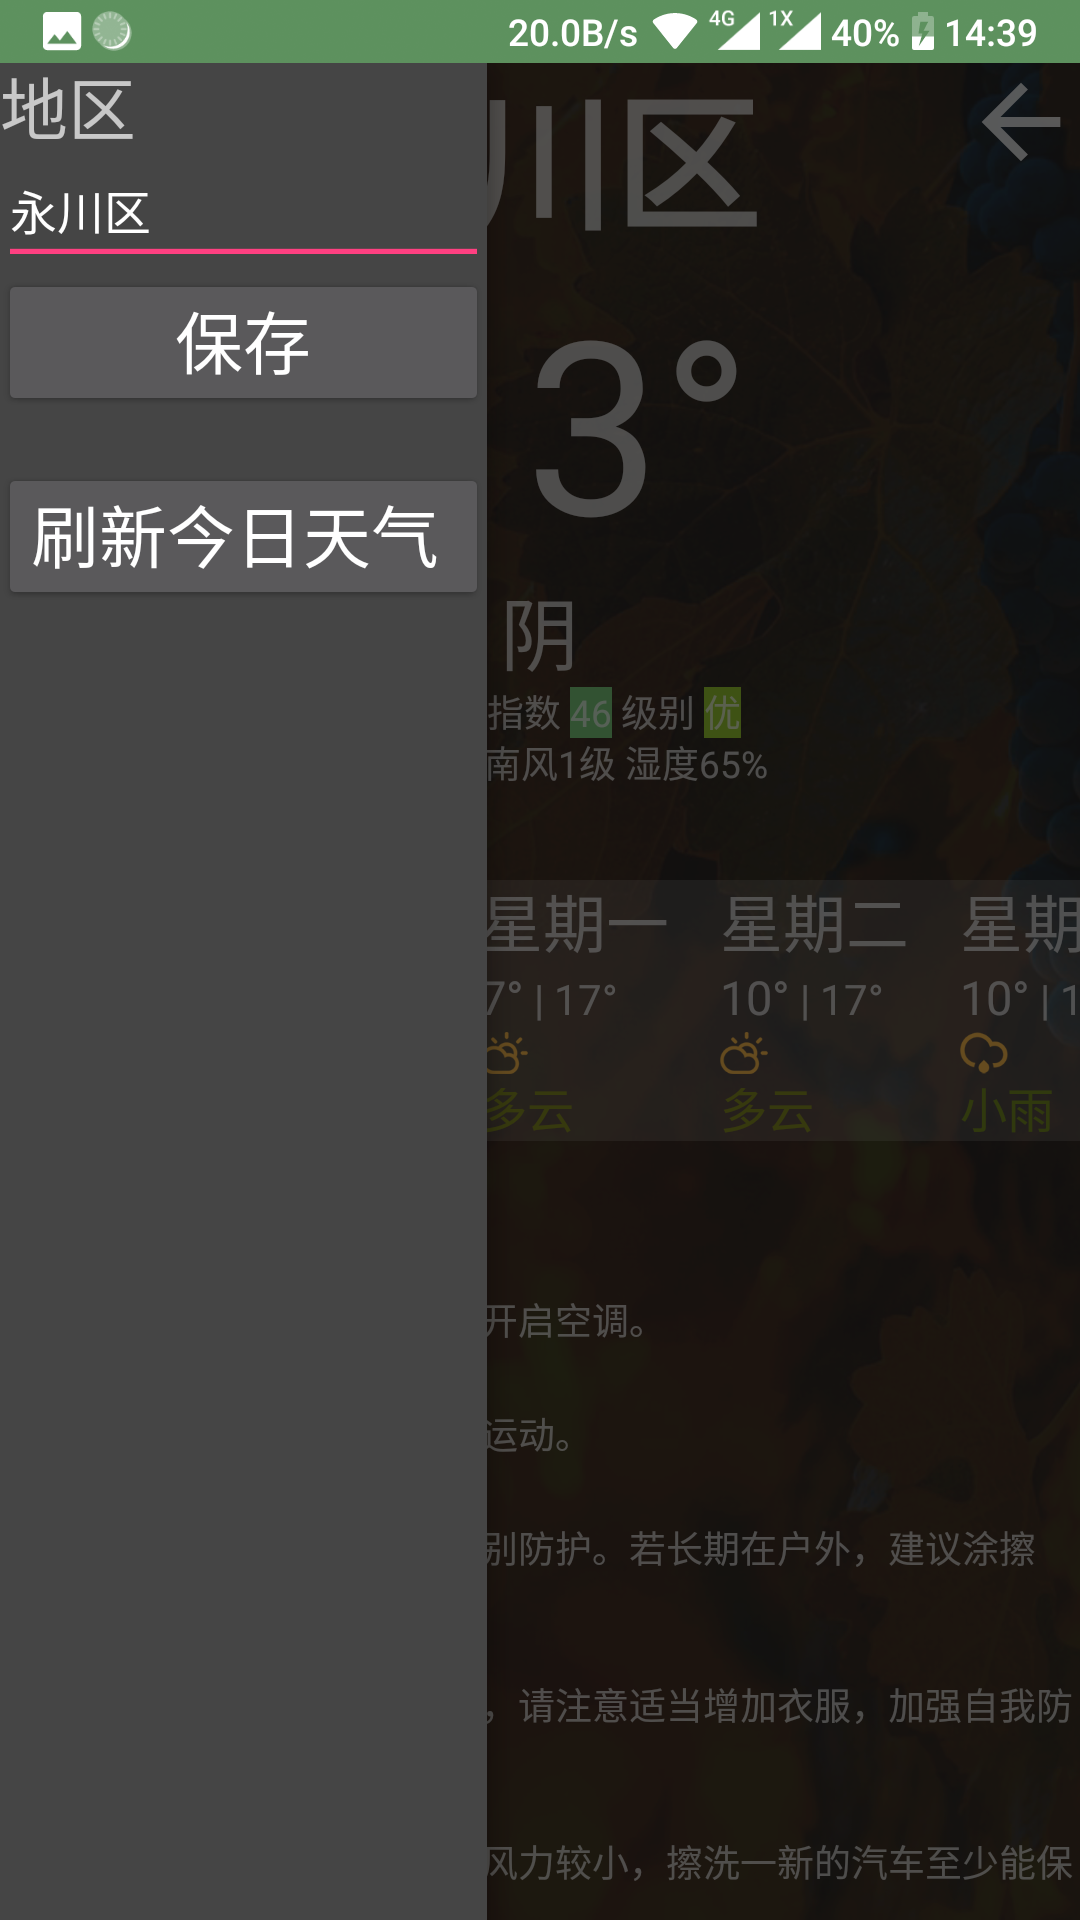 20.0B/s 4G 1X 40% 14:39
地区
永川区
保存
刷新今日天气
川区
3°
阴
指数 46 级别 优
南风1级 湿度65%
星期一 星期二 星期
7° | 17° 10° | 17° 10° | 1
多云 多云 小雨
开启空调。
运动。
别防护。若长期在户外，建议涂擦
，请注意适当增加衣服，加强自我防
风力较小，擦洗一新的汽车至少能保